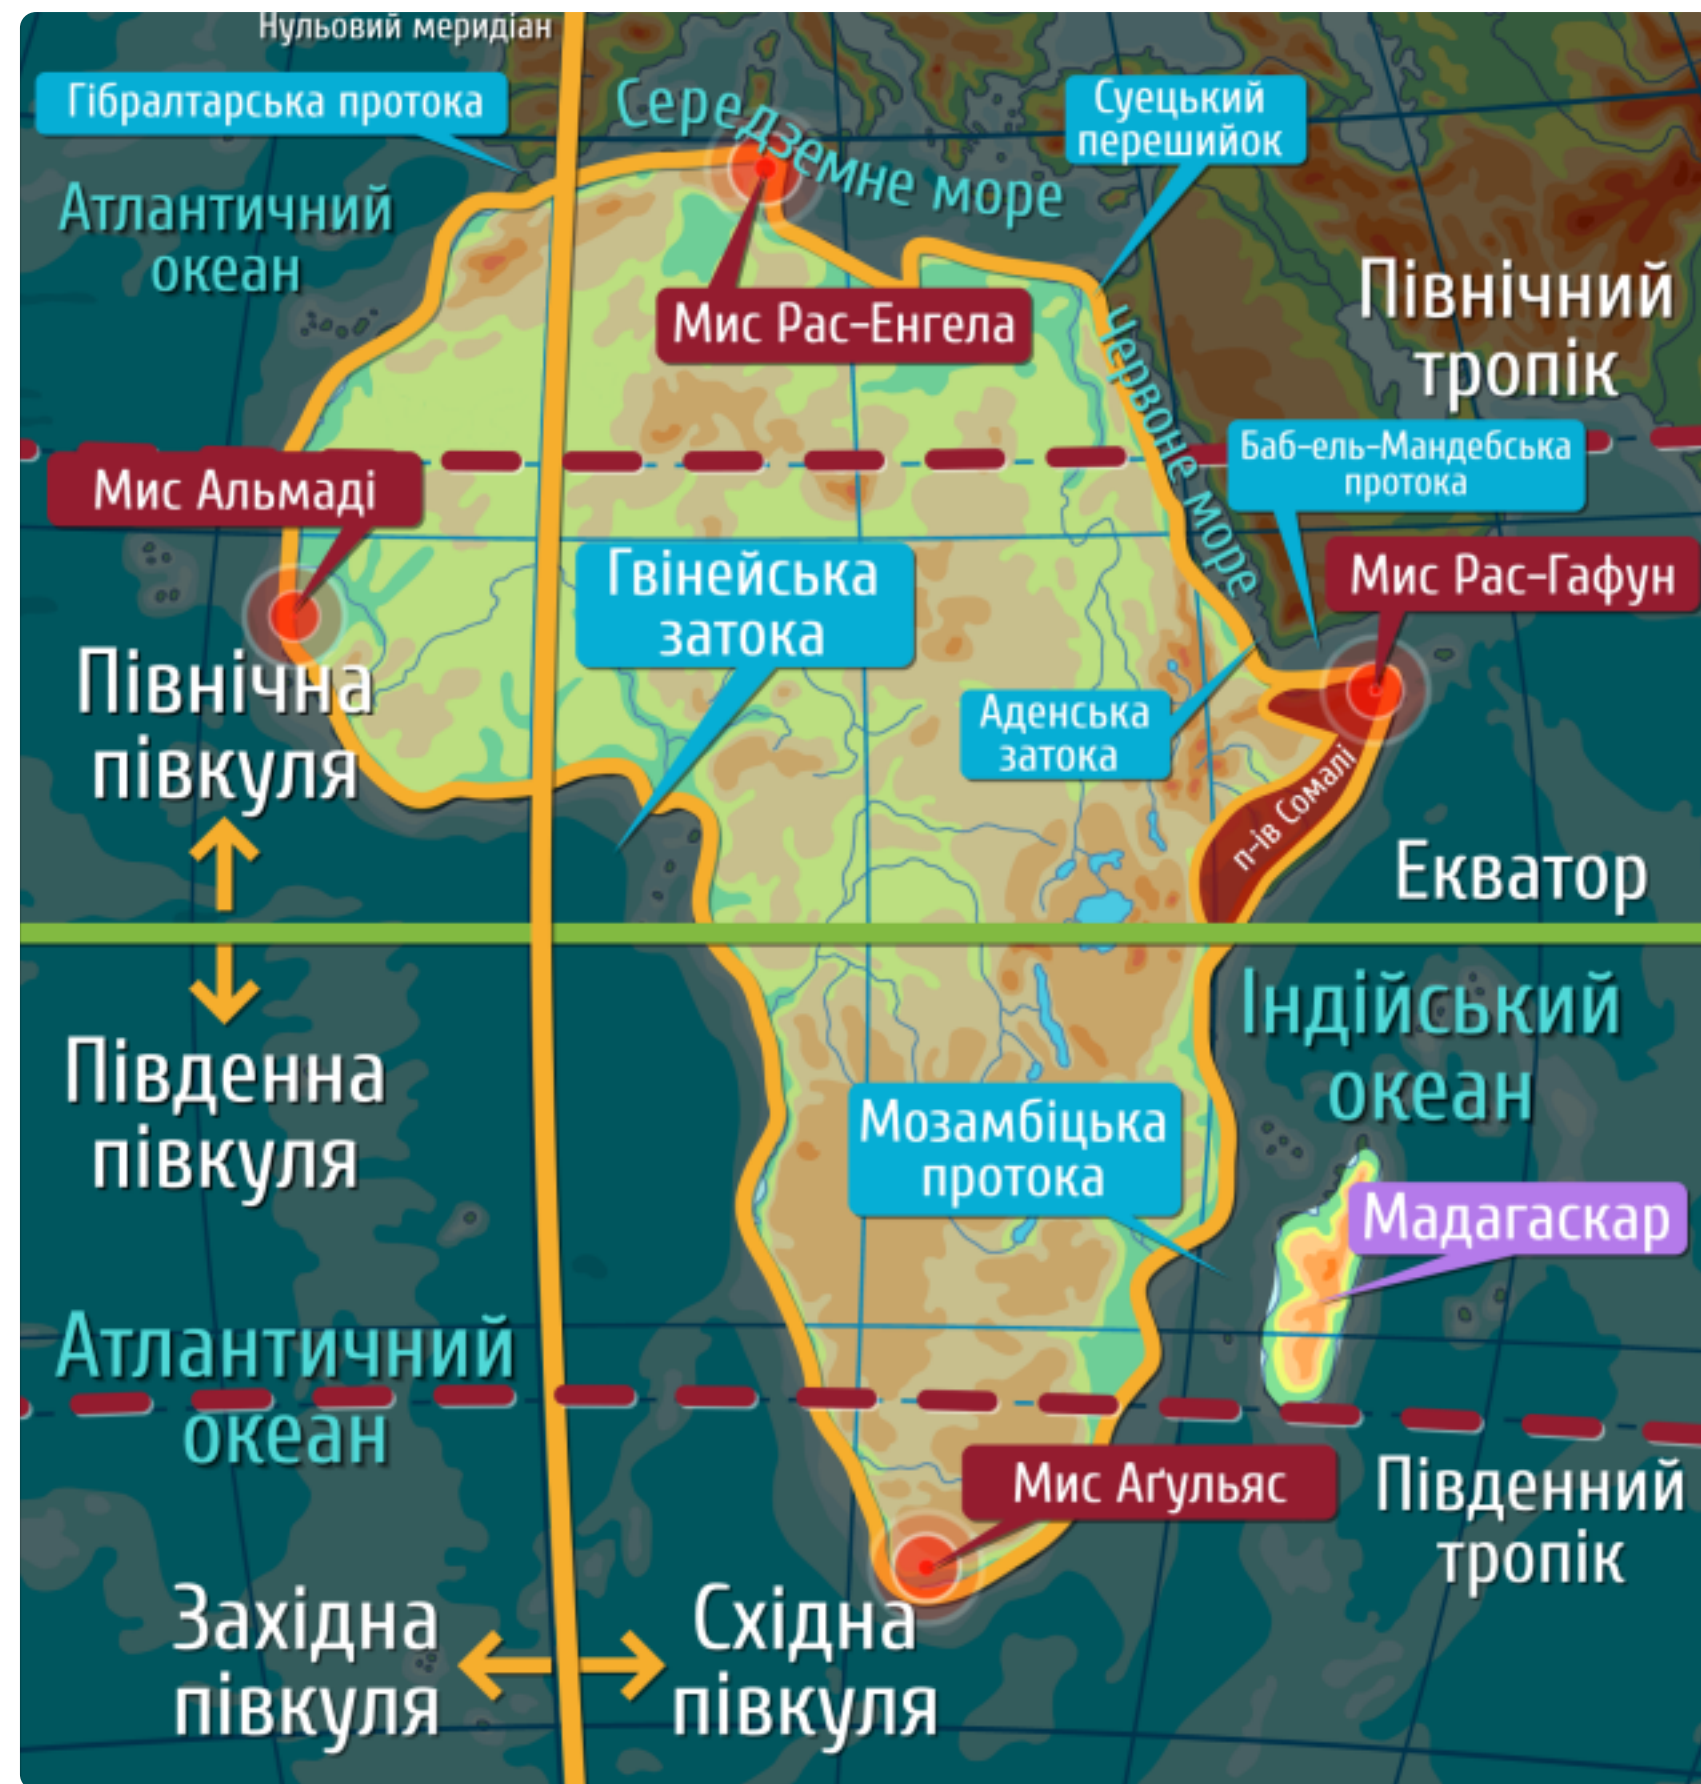 Нульовий меридіан
Гібралтарська протока
Середземне море
Суецький
перешийок
Атлантичний
океан
Мис Рас-Енгела
Північний
тропік
Червоне море
Баб-ель-Мандебська
протока
Мис Альмаді
Гвінейська
затока
Мис Рас-Гафун
Північна
півкуля
Аденська
затока
п-ів Сомалі
Екватор
Південна
півкуля
Індійський
океан
Мозамбіцька
протока
Мадагаскар
Атлантичний
океан
Мис Аґульяс
Південний
тропік
Західна
півкуля
Східна
півкуля